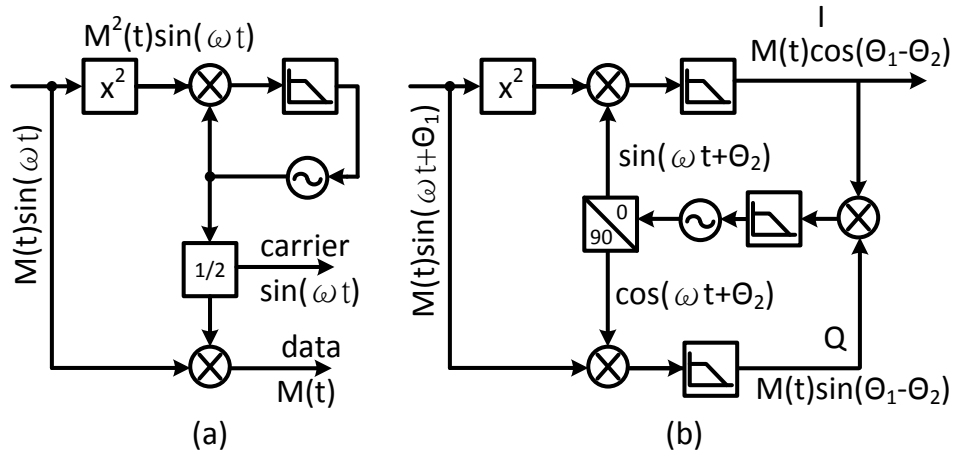 M²(t)sin(ωt)
x²
M(t)sin(ωt)
1/2
carrier
sin(ωt)
data
M(t)
(a)
I
M(t)cos(Θ₁-Θ₂)
x²
M(t)sin(ωt+Θ₁)
sin(ωt+Θ₂)
0
90
cos(ωt+Θ₂)
Q
M(t)sin(Θ₁-Θ₂)
(b)